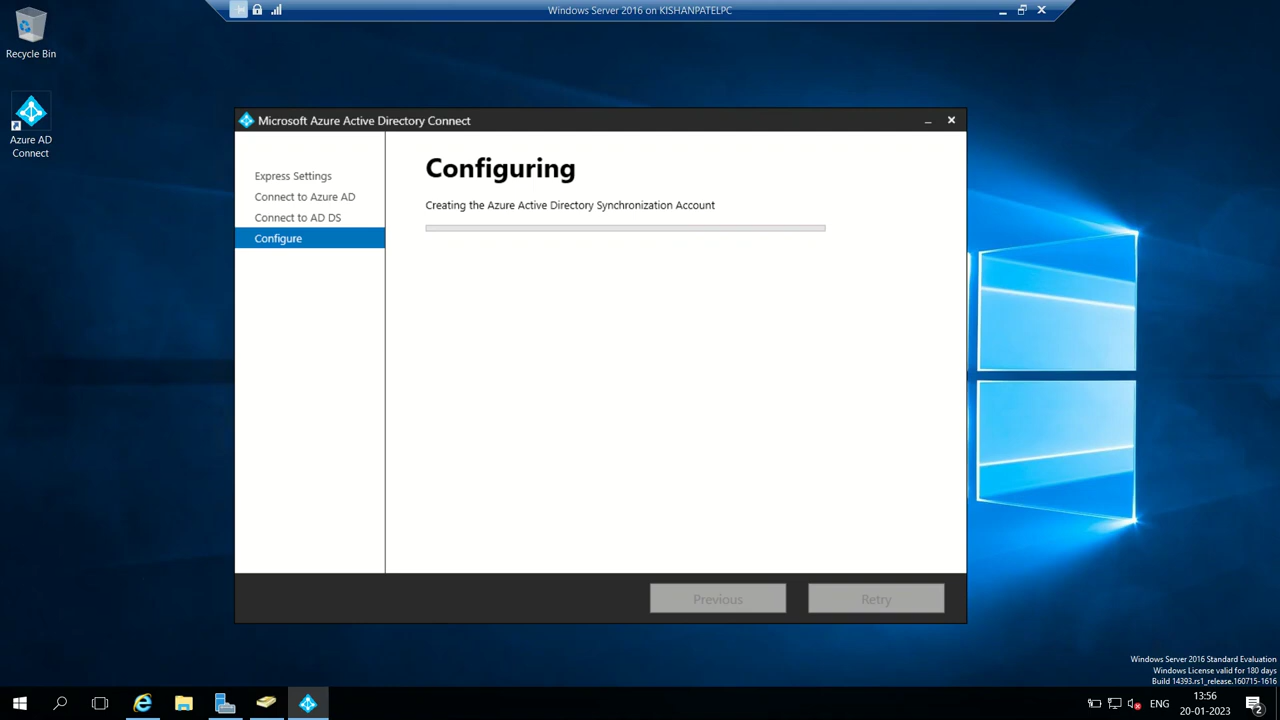 Windows Server 2016 on KISHANPATELPC
Recycle Bin
Azure AD
Connect
Microsoft Azure Active Directory Connect
Express Settings
Connect to Azure AD
Connect to AD DS
Configure
Configuring
Creating the Azure Active Directory Synchronization Account
Previous
Retry
Windows Server 2016 Standard Evaluation
Windows License valid for 180 days
Build 14393.rs1_release.160715-1616
ENG
13:56
20-01-2023
2